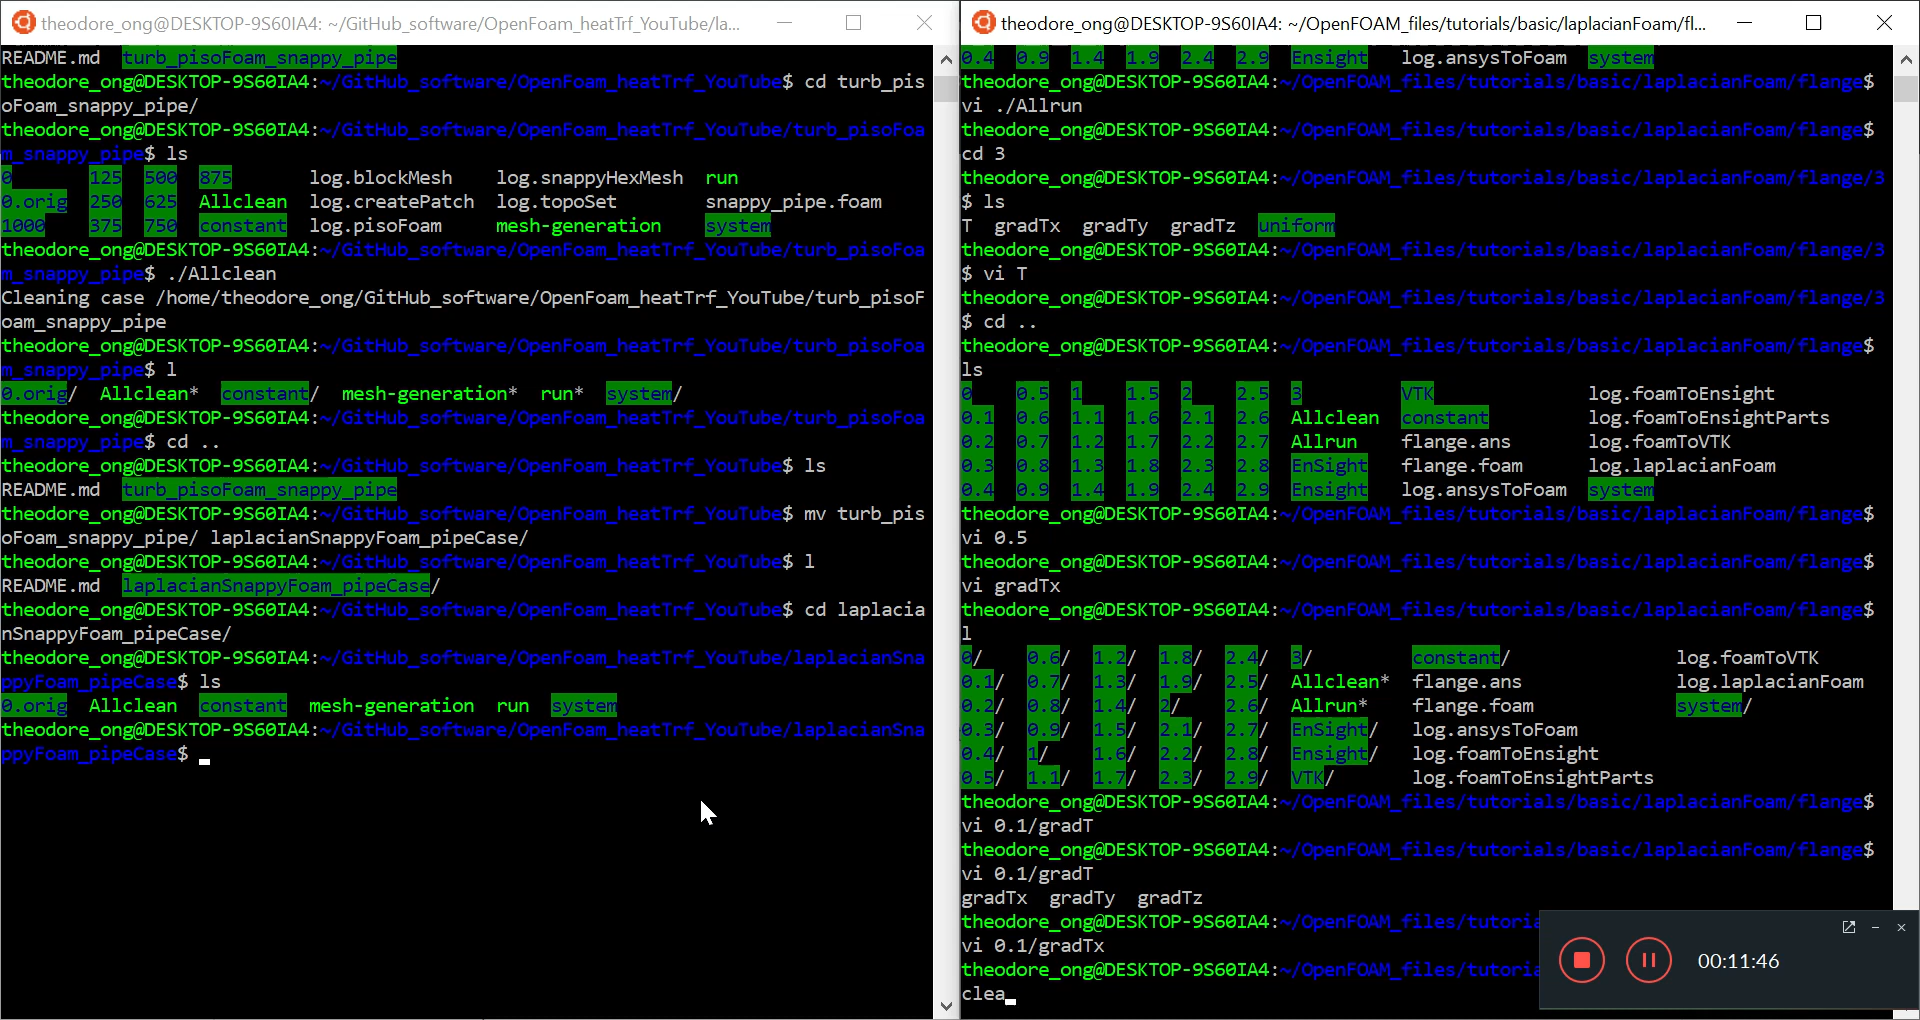 theodore_ong@DESKTOP-9S60IA4: ~/GitHub_software/OpenFoam_heatTrf_YouTube/la...
README.md  turb_pisoFoam_snappy_pipe
theodore_ong@DESKTOP-9S60IA4:~/GitHub_software/OpenFoam_heatTrf_YouTube$ cd turb_pis
oFoam_snappy_pipe/
theodore_ong@DESKTOP-9S60IA4:~/GitHub_software/OpenFoam_heatTrf_YouTube/turb_pisoFoa
m_snappy_pipe$ ls
0       125  500  875       log.blockMesh    log.snappyHexMesh  run
0.orig  250  625  Allclean  log.createPatch  log.topoSet        snappy_pipe.foam
1000    375  750  constant  log.pisoFoam     mesh-generation    system
theodore_ong@DESKTOP-9S60IA4:~/GitHub_software/OpenFoam_heatTrf_YouTube/turb_pisoFoa
m_snappy_pipe$ ./Allclean
Cleaning case /home/theodore_ong/GitHub_software/OpenFoam_heatTrf_YouTube/turb_pisoF
oam_snappy_pipe
theodore_ong@DESKTOP-9S60IA4:~/GitHub_software/OpenFoam_heatTrf_YouTube/turb_pisoFoa
m_snappy_pipe$ l
0.orig/  Allclean*  constant/  mesh-generation*  run*  system/
theodore_ong@DESKTOP-9S60IA4:~/GitHub_software/OpenFoam_heatTrf_YouTube/turb_pisoFoa
m_snappy_pipe$ cd ..
theodore_ong@DESKTOP-9S60IA4:~/GitHub_software/OpenFoam_heatTrf_YouTube$ ls
README.md  turb_pisoFoam_snappy_pipe
theodore_ong@DESKTOP-9S60IA4:~/GitHub_software/OpenFoam_heatTrf_YouTube$ mv turb_pis
oFoam_snappy_pipe/ laplacianSnappyFoam_pipeCase/
theodore_ong@DESKTOP-9S60IA4:~/GitHub_software/OpenFoam_heatTrf_YouTube$ l
README.md  laplacianSnappyFoam_pipeCase/
theodore_ong@DESKTOP-9S60IA4:~/GitHub_software/OpenFoam_heatTrf_YouTube$ cd laplacia
nSnappyFoam_pipeCase/
theodore_ong@DESKTOP-9S60IA4:~/GitHub_software/OpenFoam_heatTrf_YouTube/laplacianSna
ppyFoam_pipeCase$ ls
0.orig  Allclean  constant  mesh-generation  run  system
theodore_ong@DESKTOP-9S60IA4:~/GitHub_software/OpenFoam_heatTrf_YouTube/laplacianSna
ppyFoam_pipeCase$
theodore_ong@DESKTOP-9S60IA4: ~/OpenFOAM_files/tutorials/basic/laplacianFoam/fl...
0.4  0.9  1.4  1.9  2.4  2.9  Ensight   log.ansysToFoam  system
theodore_ong@DESKTOP-9S60IA4:~/OpenFOAM_files/tutorials/basic/laplacianFoam/flange$
vi ./Allrun
theodore_ong@DESKTOP-9S60IA4:~/OpenFOAM_files/tutorials/basic/laplacianFoam/flange$
cd 3
theodore_ong@DESKTOP-9S60IA4:~/OpenFOAM_files/tutorials/basic/laplacianFoam/flange/3
$ ls
T  gradTx  gradTy  gradTz  uniform
theodore_ong@DESKTOP-9S60IA4:~/OpenFOAM_files/tutorials/basic/laplacianFoam/flange/3
$ vi T
theodore_ong@DESKTOP-9S60IA4:~/OpenFOAM_files/tutorials/basic/laplacianFoam/flange/3
$ cd ..
theodore_ong@DESKTOP-9S60IA4:~/OpenFOAM_files/tutorials/basic/laplacianFoam/flange$
ls
0    0.5  1    1.5  2    2.5  3         VTK              log.foamToEnsight
0.1  0.6  1.1  1.6  2.1  2.6  Allclean  constant         log.foamToEnsightParts
0.2  0.7  1.2  1.7  2.2  2.7  Allrun    flange.ans       log.foamToVTK
0.3  0.8  1.3  1.8  2.3  2.8  EnSight   flange.foam      log.laplacianFoam
0.4  0.9  1.4  1.9  2.4  2.9  Ensight   log.ansysToFoam  system
theodore_ong@DESKTOP-9S60IA4:~/OpenFOAM_files/tutorials/basic/laplacianFoam/flange$
vi 0.5
theodore_ong@DESKTOP-9S60IA4:~/OpenFOAM_files/tutorials/basic/laplacianFoam/flange$
vi gradTx
theodore_ong@DESKTOP-9S60IA4:~/OpenFOAM_files/tutorials/basic/laplacianFoam/flange$
l
0/    0.6/  1.2/  1.8/  2.4/  3/         constant/               log.foamToVTK
0.1/  0.7/  1.3/  1.9/  2.5/  Allclean*  flange.ans              log.laplacianFoam
0.2/  0.8/  1.4/  2/    2.6/  Allrun*    flange.foam             system/
0.3/  0.9/  1.5/  2.1/  2.7/  EnSight/   log.ansysToFoam
0.4/  1/    1.6/  2.2/  2.8/  Ensight/   log.foamToEnsight
0.5/  1.1/  1.7/  2.3/  2.9/  VTK/       log.foamToEnsightParts
theodore_ong@DESKTOP-9S60IA4:~/OpenFOAM_files/tutorials/basic/laplacianFoam/flange$
vi 0.1/gradT
theodore_ong@DESKTOP-9S60IA4:~/OpenFOAM_files/tutorials/basic/laplacianFoam/flange$
vi 0.1/gradT
gradTx  gradTy  gradTz
theodore_ong@DESKTOP-9S60IA4:~/OpenFOAM_files/tutoria
vi 0.1/gradTx
theodore_ong@DESKTOP-9S60IA4:~/OpenFOAM_files/tutoria
clea
00:11:46